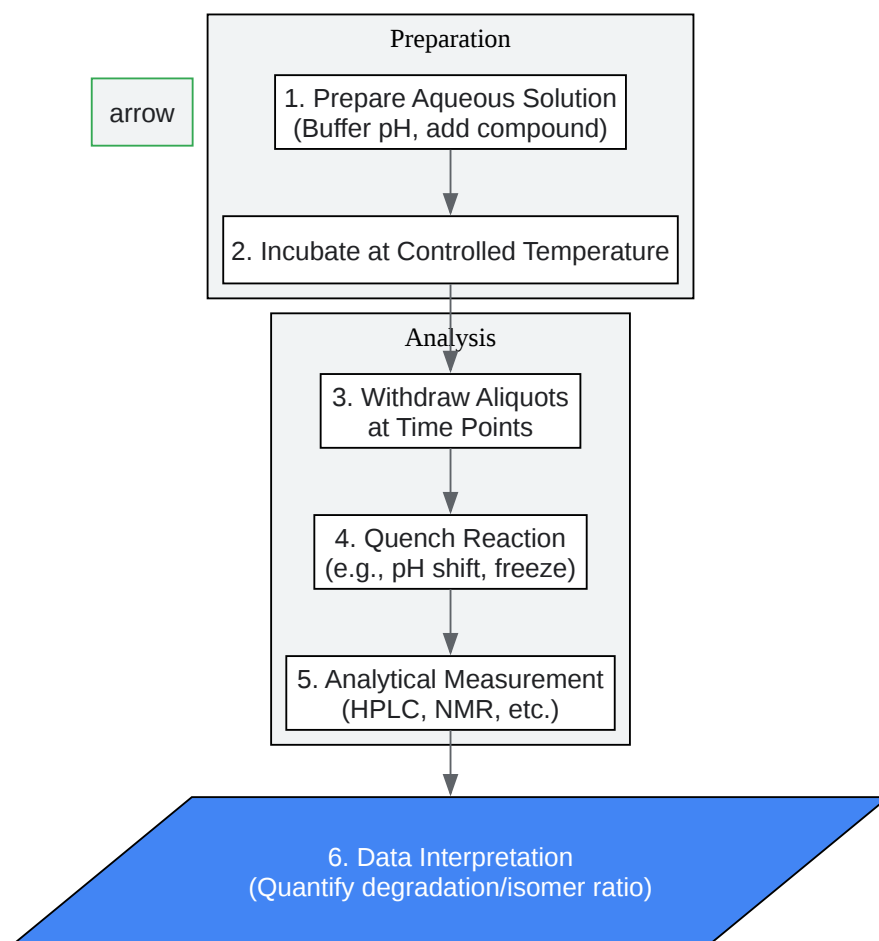 Preparation
arrow
1. Prepare Aqueous Solution
(Buffer pH, add compound)
2. Incubate at Controlled Temperature
Analysis
3. Withdraw Aliquots
at Time Points
4. Quench Reaction
(e.g., pH shift, freeze)
5. Analytical Measurement
(HPLC, NMR, etc.)
6. Data Interpretation
(Quantify degradation/isomer ratio)